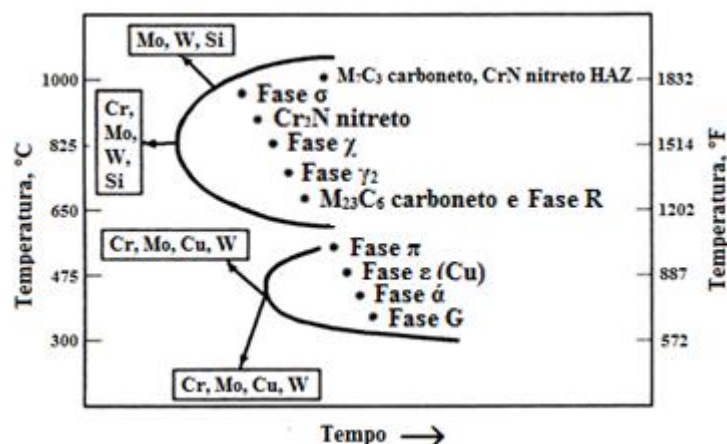 Mo, W, Si
M₇C₃ carboneto, CrN nitreto HAZ
Fase σ
Cr₂N nitreto
Fase χ
Fase γ₂
M₂₃C₆ carboneto e Fase R
Cr,
Mo,
W,
Si
Cr, Mo, Cu, W
Fase π
Fase ε (Cu)
Fase ά
Fase G
Cr, Mo, Cu, W
Temperatura, °C
1000
825
650
475
300
Temperatura, °F
1832
1514
1202
887
572
Tempo